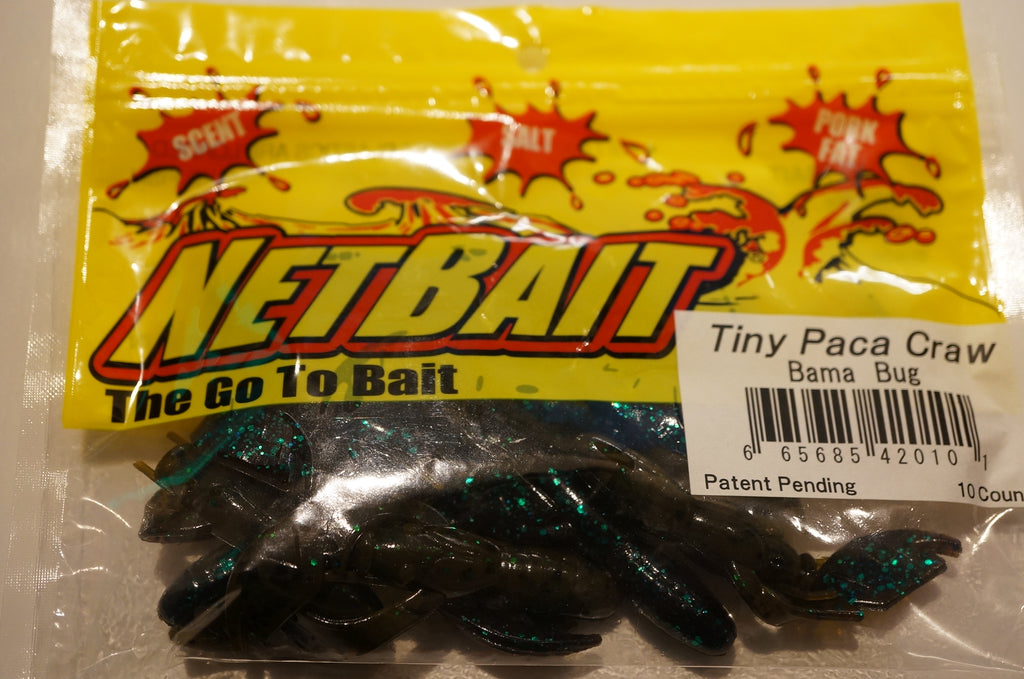 SCENT
SALT
PORK
FAT
NETBAIT
The Go To Bait
Tiny Paca Craw
Bama Bug
6 65685 42010 1
Patent Pending
10 Coun